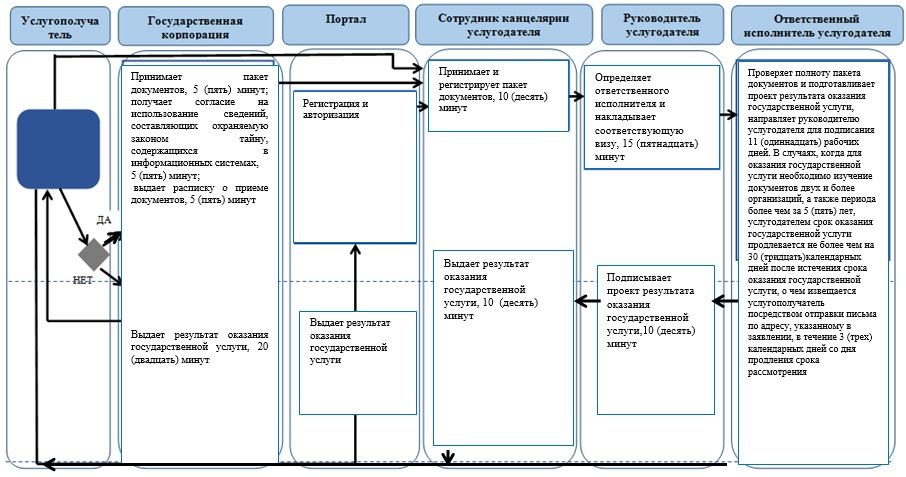 Услугополуча
тель
Государственная
корпорация
Портал
Сотрудник канцелярии
услугодателя
Руководитель
услугодателя
Ответственный
исполнитель услугодателя
Принимает пакет
документов, 5 (пять) минут;
получает согласие на
использование сведений,
составляющих охраняемую
законом тайну,
содержащихся в
информационных системах,
5 (пять) минут;
выдает расписку о приеме
документов, 5 (пять) минут
Регистрация и
авторизация
Принимает и
регистрирует пакет
документов, 10 (десять)
минут
Определяет
ответственного
исполнителя и
накладывает
соответствующую
визу, 15 (пятнадцать)
минут
Проверяет полноту пакета
документов и подготавливает
проект результата оказания
государственной услуги,
направляет руководителю
услугодателя для подписания
11 (одиннадцать) рабочих
дней. В случаях, когда для
оказания государственной
услуги необходимо изучение
документов двух и более
организаций, а также периода
более чем за 5 (пять) лет,
услугодателем срок оказания
государственной услуги
продлевается не более чем на
30 (тридцать)календарных
дней после истечения срока
оказания государственной
услуги, о чем извещается
услугополучатель
посредством отправки письма
по адресу, указанному в
заявлении, в течение 3 (трех)
календарных дней со дня
продления срока
рассмотрения
ДА
НЕТ
Выдает результат оказания
государственной услуги, 20
(двадцать) минут
Выдает результат
оказания
государственной
услуги
Выдает результат
оказания
государственной
услуги, 10 (десять)
минут
Подписывает
проект результата
оказания
государственной
услуги,10 (десять)
минут